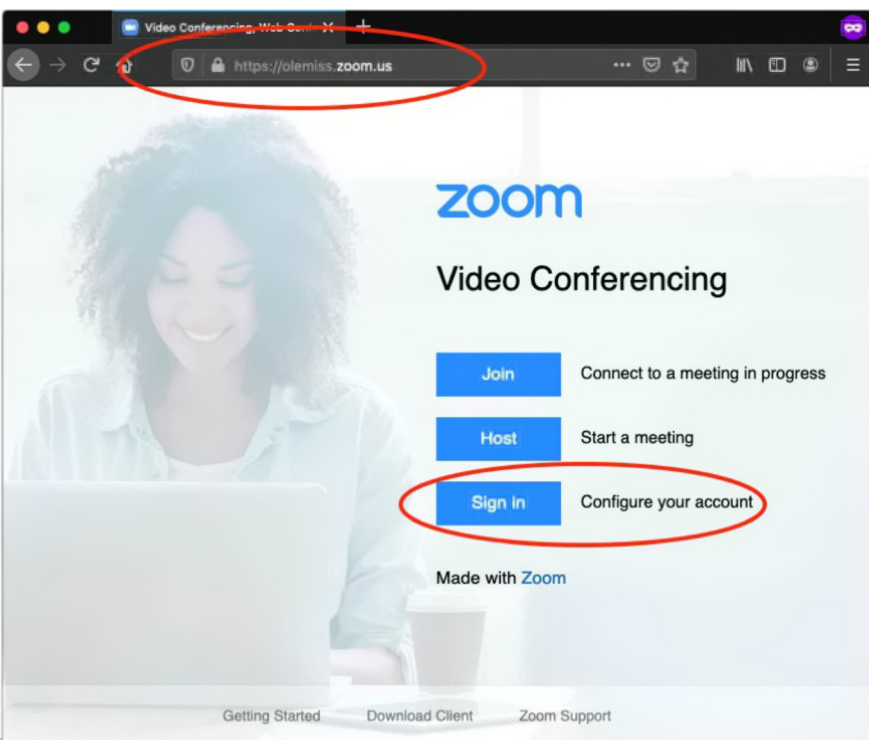 Video Conferencing, Web Conf
https://olemiss.zoom.us
zoom
Video Conferencing
Join Connect to a meeting in progress
Host Start a meeting
Sign in Configure your account
Made with Zoom
Getting Started Download Client Zoom Support